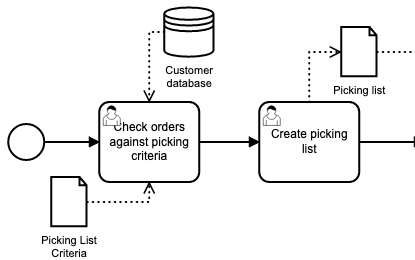 Customer
database
Picking list
Check orders
against picking
criteria
Create picking
list
Picking List
Criteria